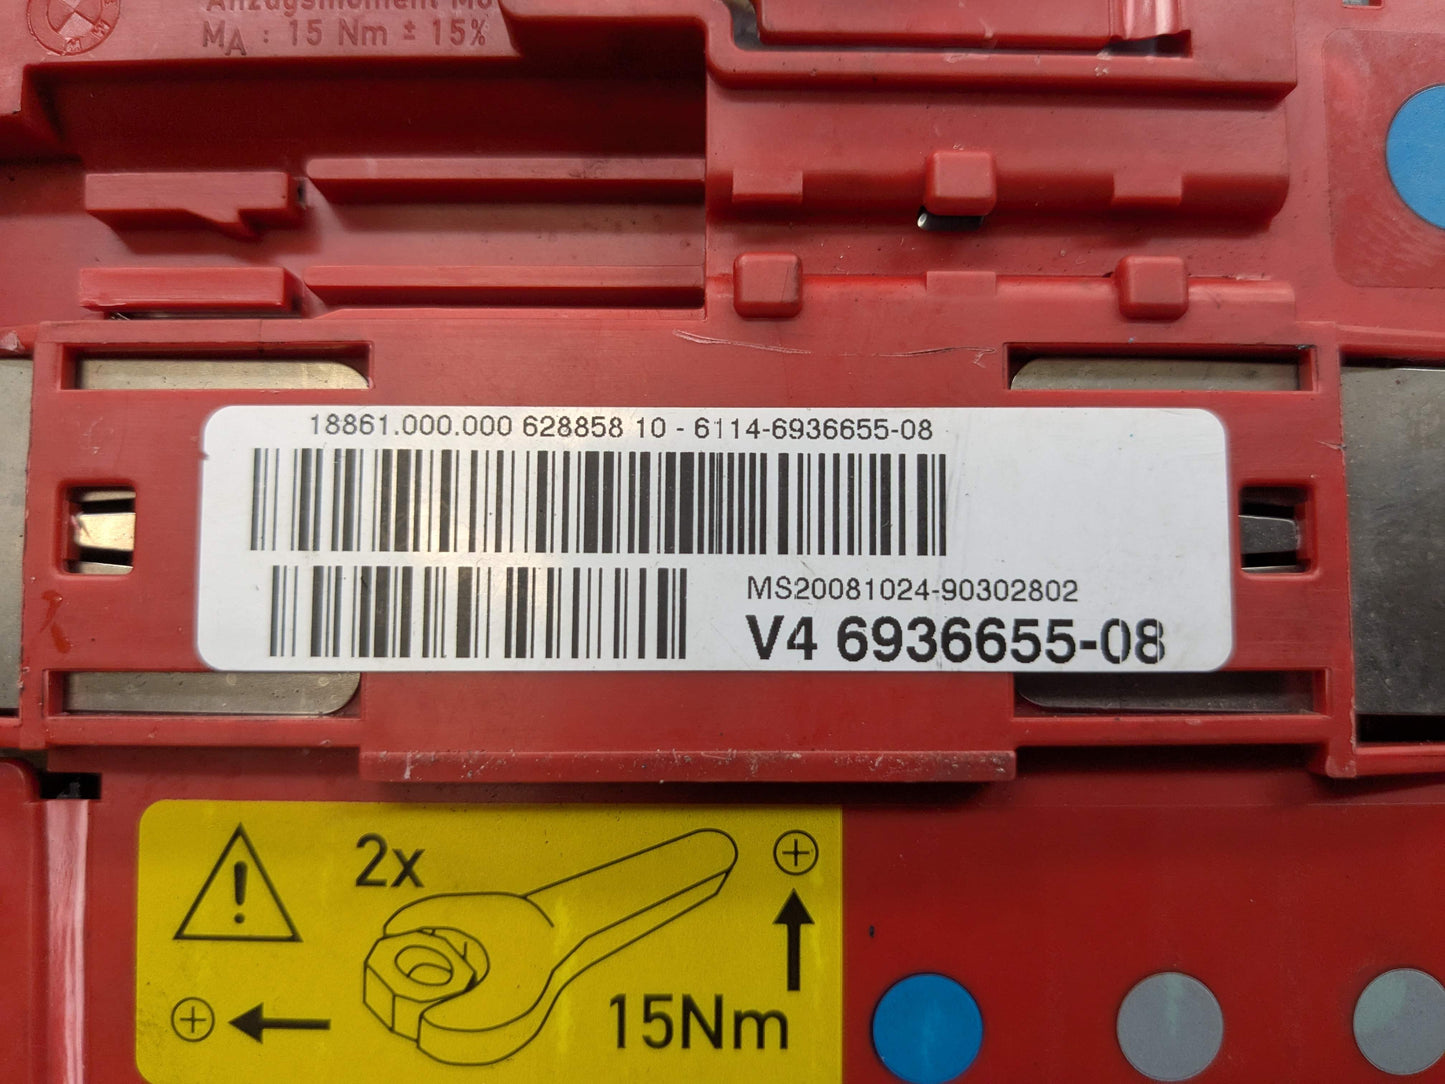 Anzugsmoment
MA : 15 Nm ± 15%
18861.000.000 628858 10 - 6114-6936655-08
MS20081024-90302802
V4 6936655-08
2x
15Nm